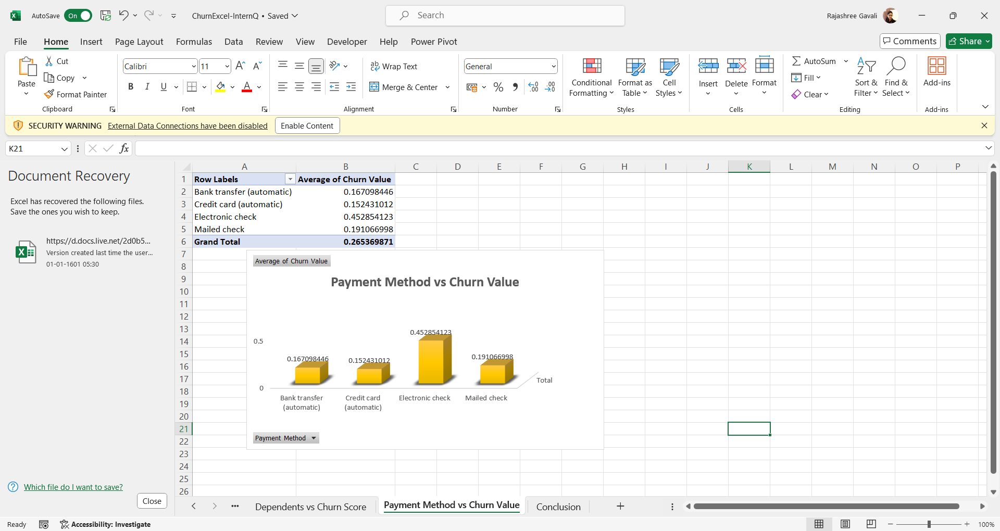 AutoSave On ChurnExcel-InternQ • Saved Search Rajashree Gavali
File Home Insert Page Layout Formulas Data Review View Developer Help Power Pivot Comments Share
Paste
Cut
Copy
Format Painter
Clipboard
Calibri 11
B I U A
Font
Wrap Text
Merge & Center
Alignment
General
Number
Conditional Formatting
Format as Table
Cell Styles
Styles
Insert Delete Format
Cells
AutoSum
Fill
Clear
Sort & Filter
Find & Select
Editing
Add-ins
Add-ins
SECURITY WARNING External Data Connections have been disabled Enable Content
K21 fx
Document Recovery
Excel has recovered the following files.
Save the ones you wish to keep.
https://d.docs.live.net/2d0b5...
Version created last time the user...
01-01-1601 05:30
Which file do I want to save?
Close
A B C D E F G H I J K L M N O P
1 Row Labels Average of Churn Value
2 Bank transfer (automatic) 0.167098446
3 Credit card (automatic) 0.152431012
4 Electronic check 0.452854123
5 Mailed check 0.191066998
6 Grand Total 0.265369871
7
8
9
10
11
12
13
14
15
16
17
18
19
20
21
22
23
24
25
26
Average of Churn Value
Payment Method vs Churn Value
0.452854123
0.5
0.167098446 0.152431012 0.191066998
Total
0
Bank transfer (automatic)
Credit card (automatic)
Electronic check
Mailed check
Payment Method
Dependents vs Churn Score Payment Method vs Churn Value Conclusion
Ready Accessibility: Investigate 100%